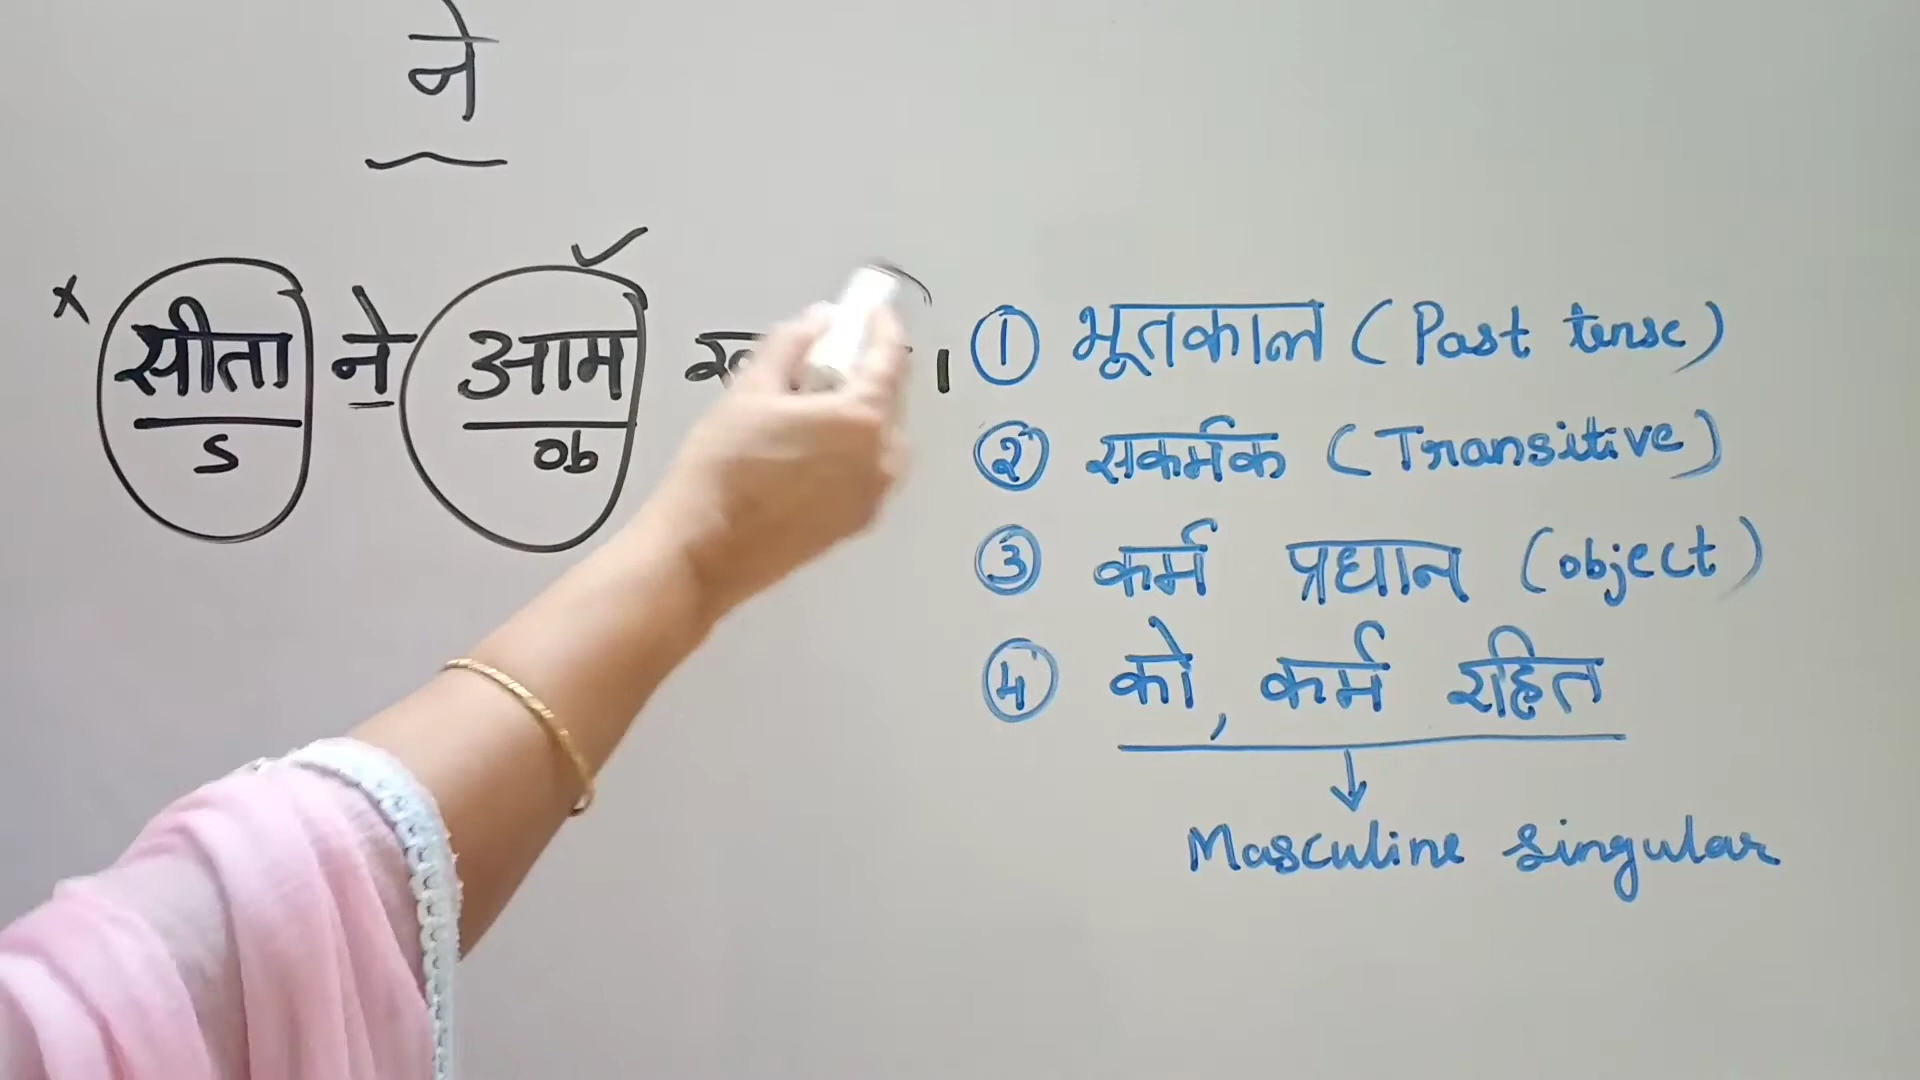 ने
x सीता ने आम ।
S ob
① भूतकाल (Past tense)
② सकर्मक (Transitive)
③ कर्म प्रधान (object)
④ को, कर्म रहित
Masculine singular